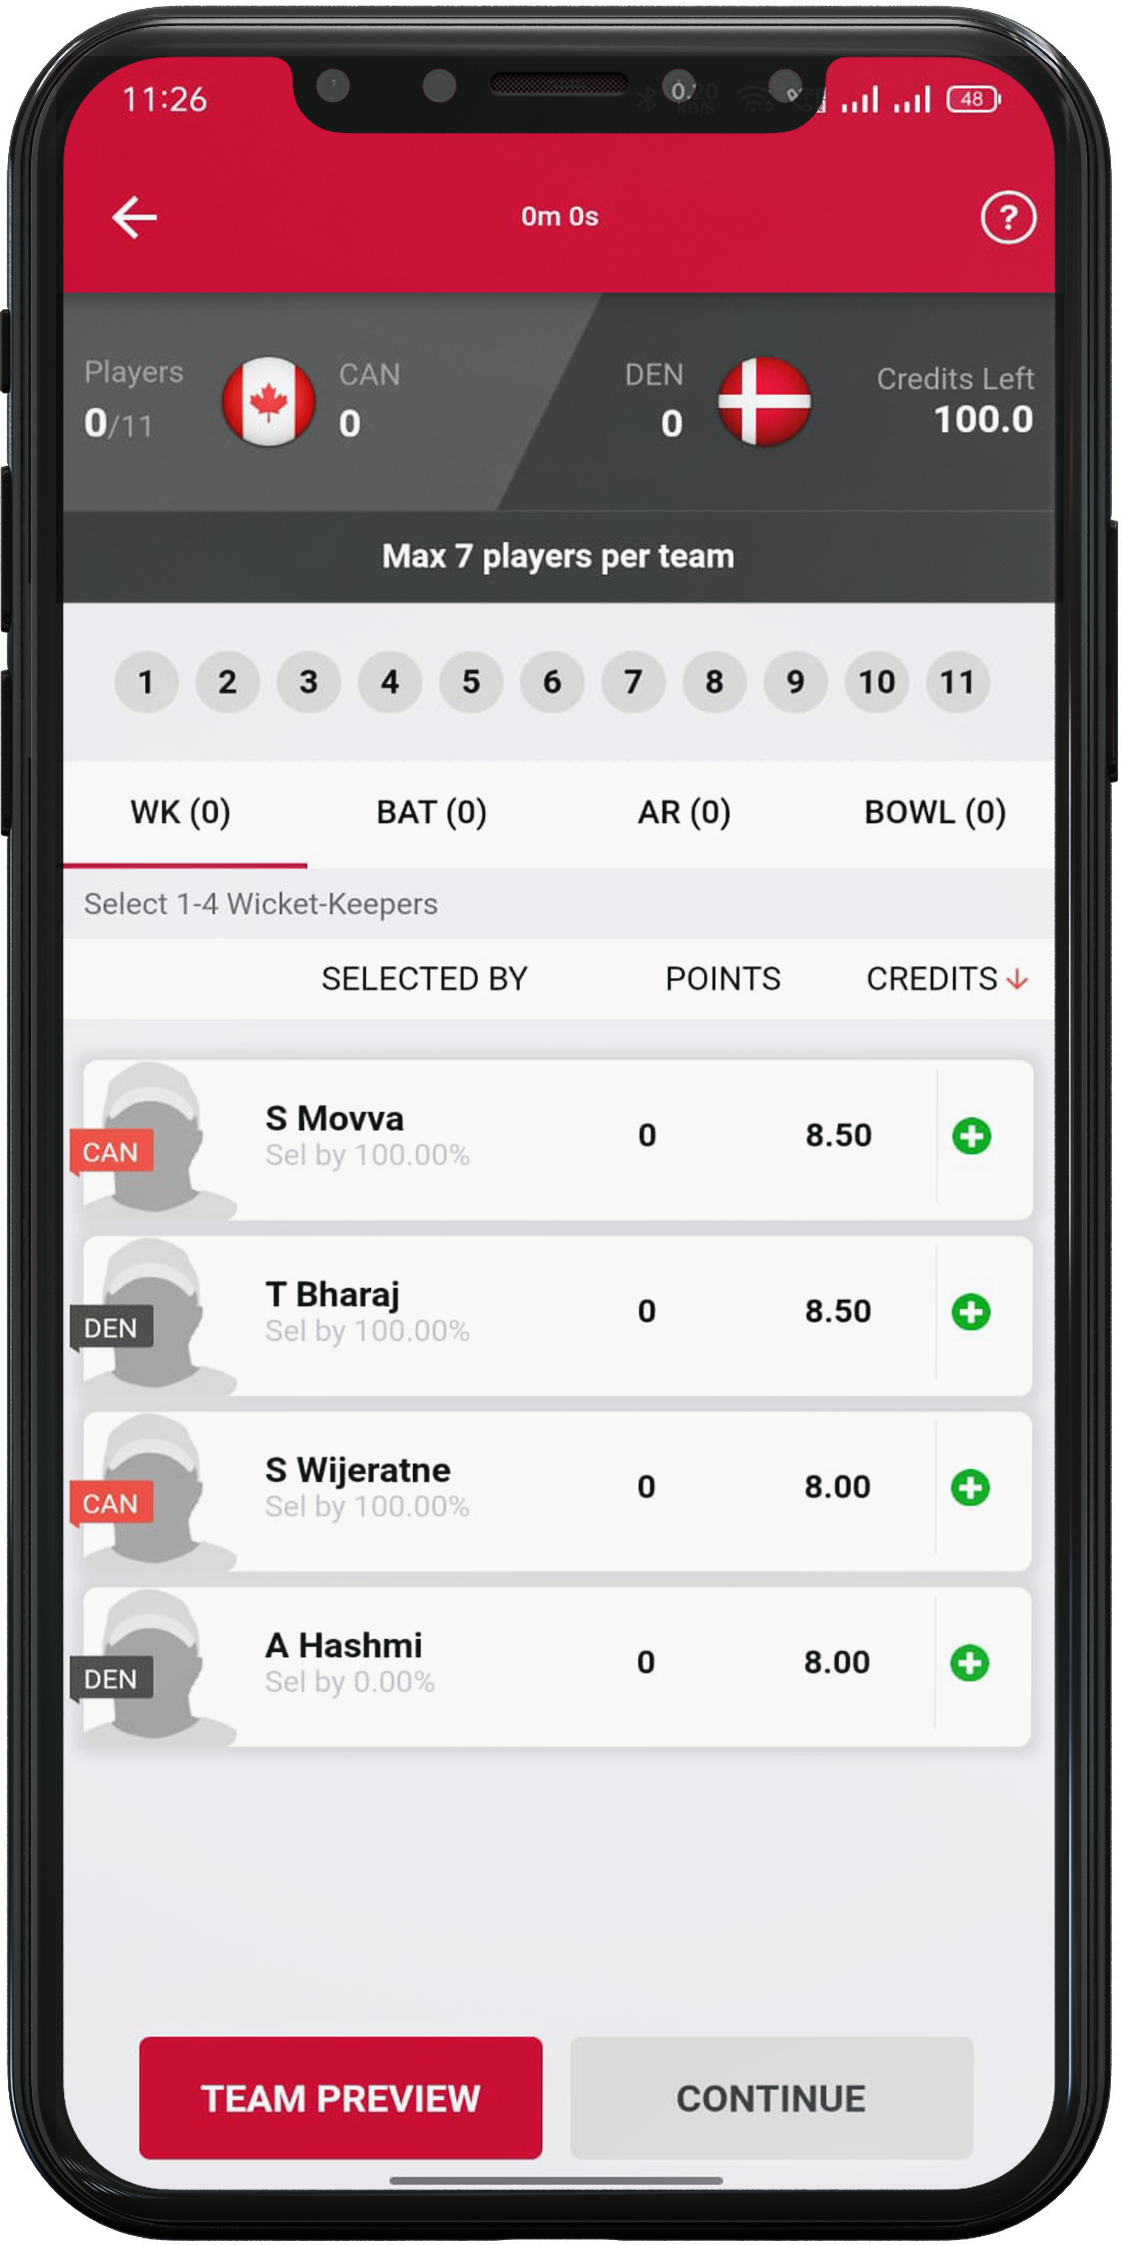 11:26
48
0m 0s
?
Players
0/11
CAN
0
DEN
0
Credits Left
100.0
Max 7 players per team
1 2 3 4 5 6 7 8 9 10 11
WK (0) BAT (0) AR (0) BOWL (0)
Select 1-4 Wicket-Keepers
SELECTED BY POINTS CREDITS
CAN
S Movva
Sel by 100.00%
0 8.50
DEN
T Bharaj
Sel by 100.00%
0 8.50
CAN
S Wijeratne
Sel by 100.00%
0 8.00
DEN
A Hashmi
Sel by 0.00%
0 8.00
TEAM PREVIEW CONTINUE